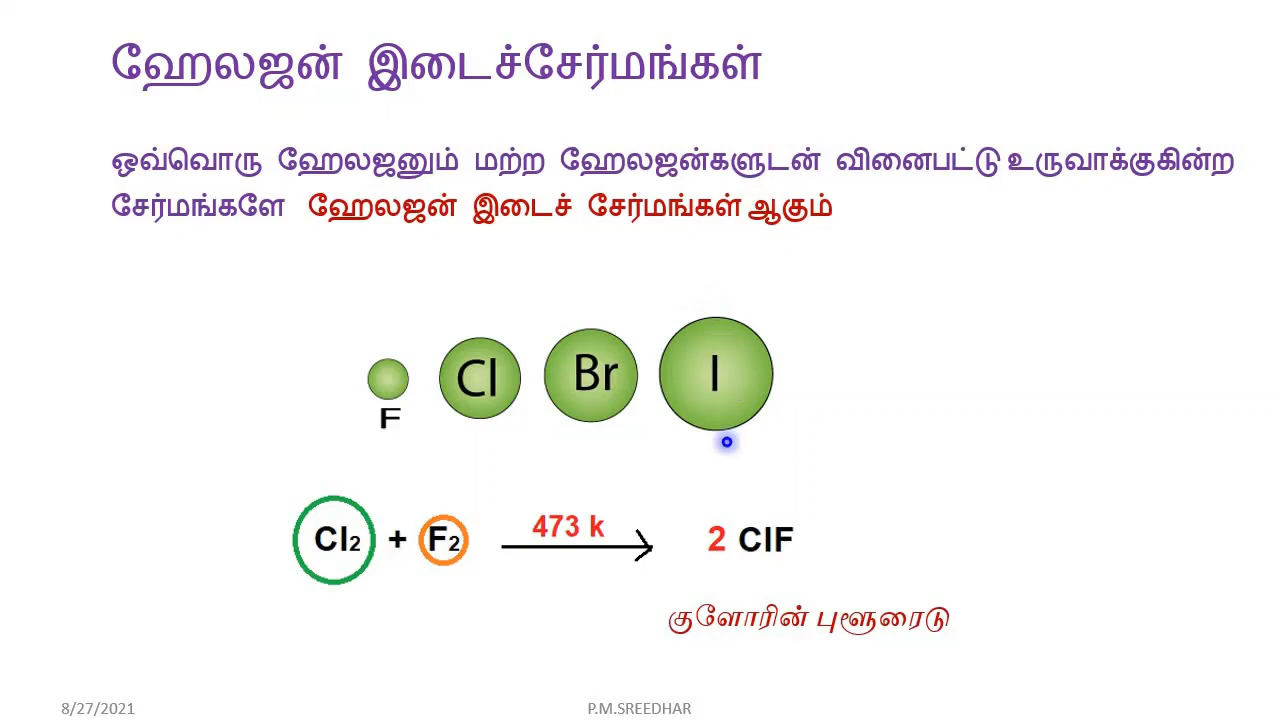 ஹேலஜன் இடைச்சேர்மங்கள்
ஒவ்வொரு ஹேலஜனும் மற்ற ஹேலஜன்களுடன் வினைபட்டு உருவாக்குகின்ற
சேர்மங்களே ஹேலஜன் இடைச் சேர்மங்கள் ஆகும்
Cl Br I
F
473 k
Cl₂ + F₂ 2 ClF
குளோரின் புளூரைடு
8/27/2021 P.M.SREEDHAR